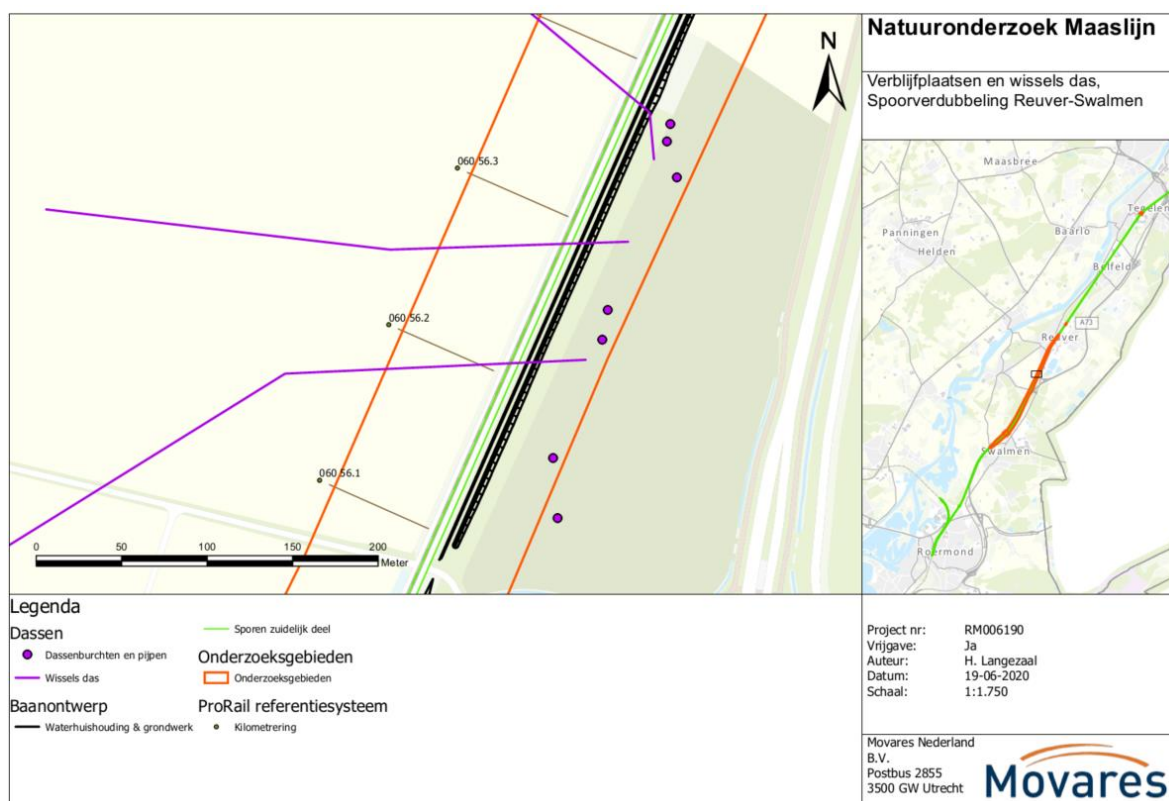 Natuuronderzoek Maaslijn
Verblijfplaatsen en wissels das,
Spoorverdubbeling Reuver-Swalmen
N
060 56.3
060 56.2
060 56.1
0 50 100 150 200
Meter
Maasbree
Tegelen
Panningen
Baarlo
Helden
Belfeld
A73
Reuver
Swalmen
Roermond
Legenda
Dassen
Dassenburchten en pijpen
Wissels das
Baanontwerp
Waterhuishouding & grondwerk
Sporen zuidelijk deel
Onderzoeksgebieden
Onderzoeksgebieden
ProRail referentiesysteem
Kilometrering
Project nr: RM006190
Vrijgave: Ja
Auteur: H. Langezaal
Datum: 19-06-2020
Schaal: 1:1.750
Movares Nederland
B.V.
Postbus 2855
3500 GW Utrecht
Movares